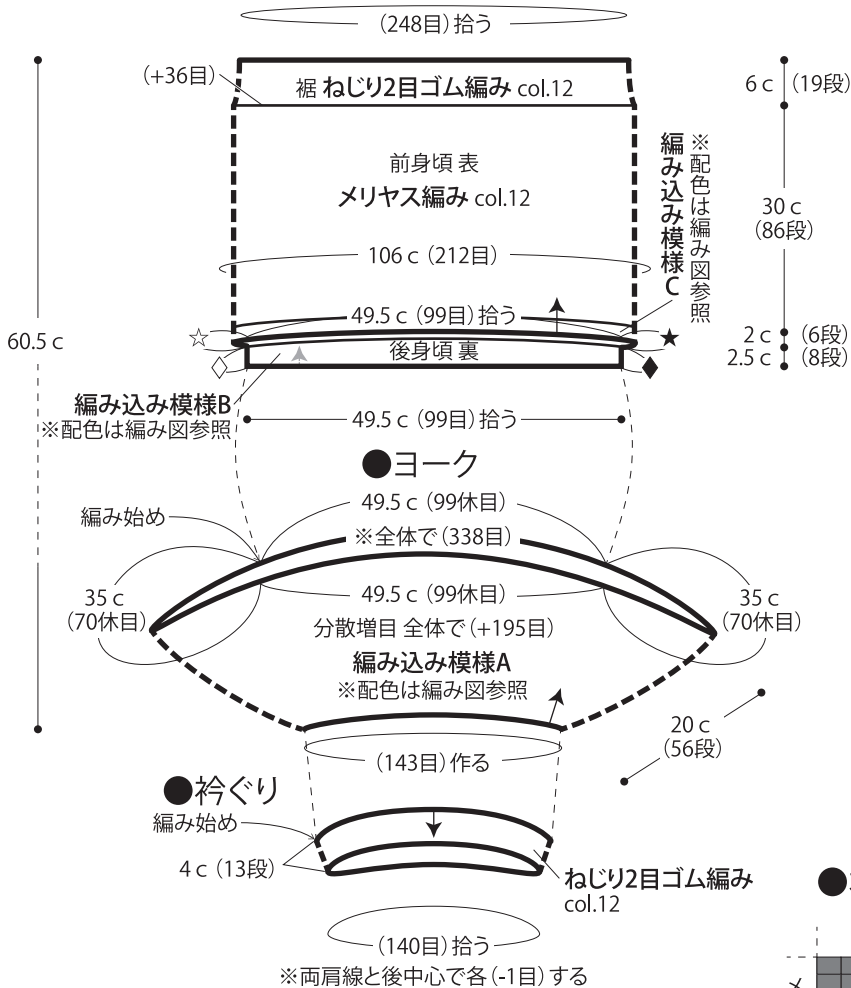 (248目)拾う
(+36目)
裾 ねじり2目ゴム編み col.12
6 c (19段)
前身頃 表
メリヤス編み col.12
編み込み模様C
※配色は編み図参照
30 c
(86段)
106 c (212目)
60.5 c
☆ 49.5 c (99目)拾う ★
2 c (6段)
◇ 後身頃 裏 ◆
2.5 c (8段)
編み込み模様B
※配色は編み図参照
49.5 c (99目)拾う
●ヨーク
編み始め
49.5 c (99休目)
※全体で(338目)
35 c
(70休目)
49.5 c (99休目)
35 c
(70休目)
分散増目 全体で(+195目)
編み込み模様A
※配色は編み図参照
20 c
(56段)
(143目)作る
●衿ぐり
編み始め
4 c (13段)
ねじり2目ゴム編み
col.12
(140目)拾う
※両肩線と後中心で各(-1目)する